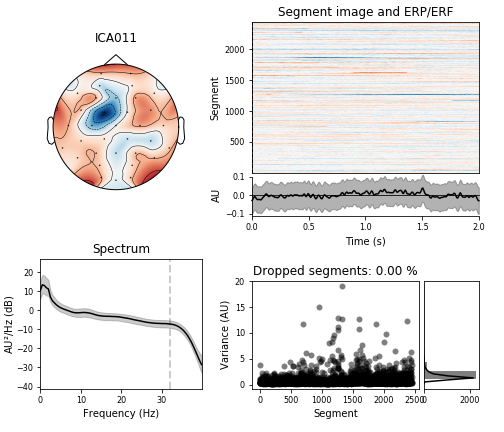 ICA011
Segment image and ERP/ERF
Segment
2000
1500
1000
500
AU
0.1
0.0
−0.1
0.0 0.5 1.0 1.5 2.0
Time (s)
Spectrum
AU²/Hz (dB)
20
10
0
−10
−20
−30
−40
0 10 20 30
Frequency (Hz)
Dropped segments: 0.00 %
Variance (AU)
20
15
10
5
0
0 500 1000 1500 2000 2500
Segment
0 2000